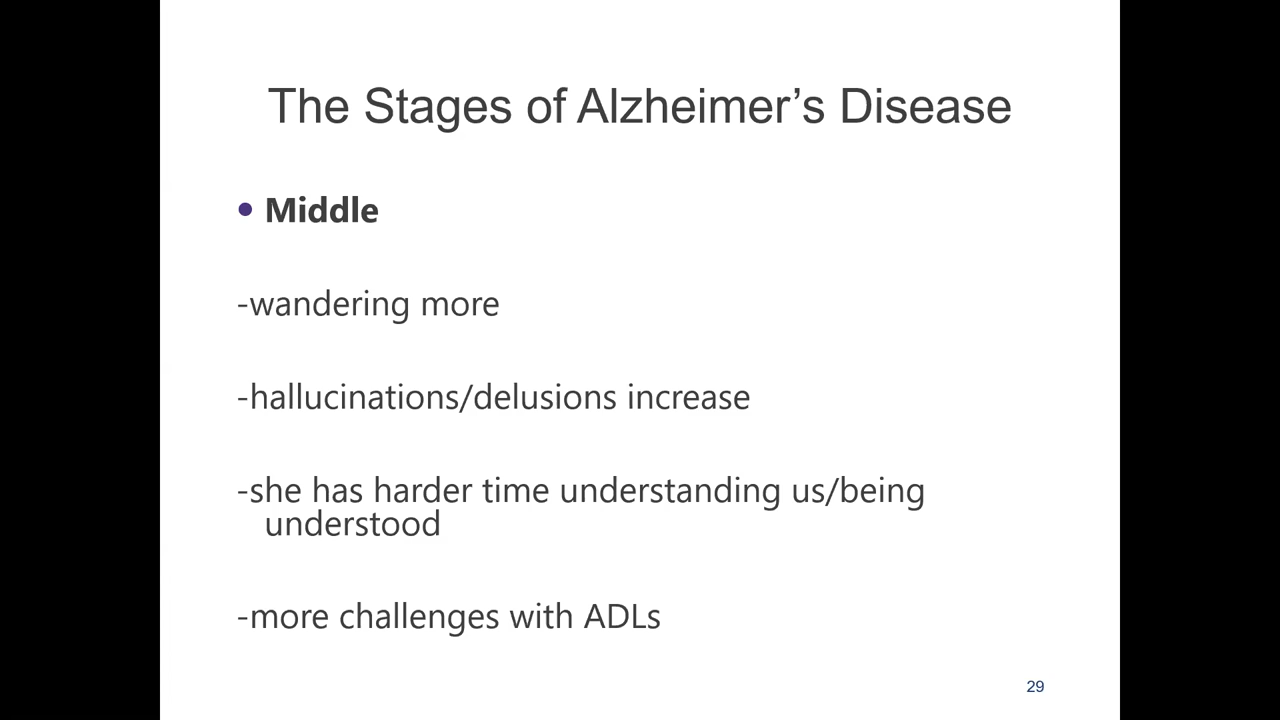 The Stages of Alzheimer’s Disease
• Middle
-wandering more
-hallucinations/delusions increase
-she has harder time understanding us/being
understood
-more challenges with ADLs
29